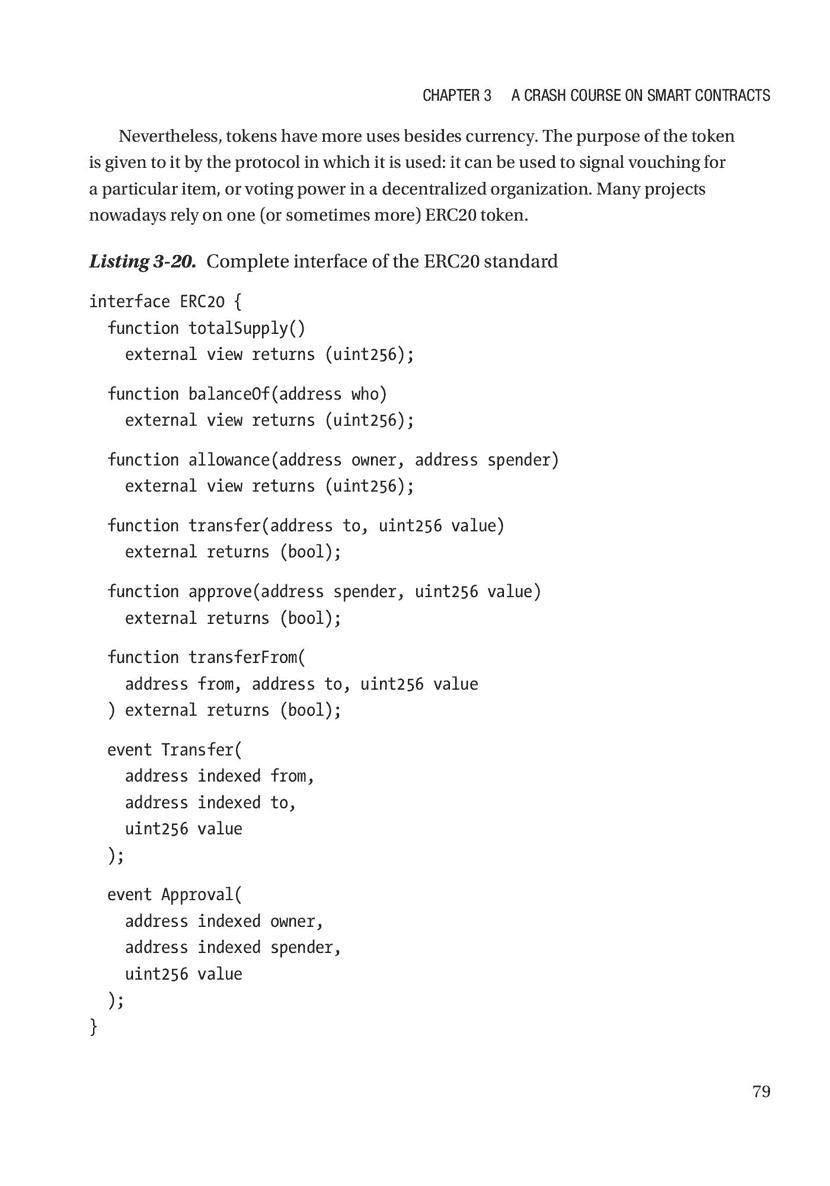 CHAPTER 3 A CRASH COURSE ON SMART CONTRACTS
Nevertheless, tokens have more uses besides currency. The purpose of the token
is given to it by the protocol in which it is used: it can be used to signal vouching for
a particular item, or voting power in a decentralized organization. Many projects
nowadays rely on one (or sometimes more) ERC20 token.
Listing 3-20. Complete interface of the ERC20 standard
interface ERC20 {
  function totalSupply()
    external view returns (uint256);
  function balanceOf(address who)
    external view returns (uint256);
  function allowance(address owner, address spender)
    external view returns (uint256);
  function transfer(address to, uint256 value)
    external returns (bool);
  function approve(address spender, uint256 value)
    external returns (bool);
  function transferFrom(
    address from, address to, uint256 value
  ) external returns (bool);
  event Transfer(
    address indexed from,
    address indexed to,
    uint256 value
  );
  event Approval(
    address indexed owner,
    address indexed spender,
    uint256 value
  );
}
79